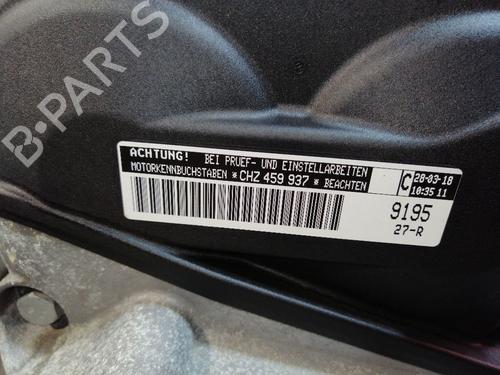 B-PARTS
ACHTUNG! BEI PRUEF- UND EINSTELLARBEITEN
MOTORKENNBUCHSTABEN *CHZ 459 937* BEACHTEN
C 28-03-18
10:35 11
9195
27-R